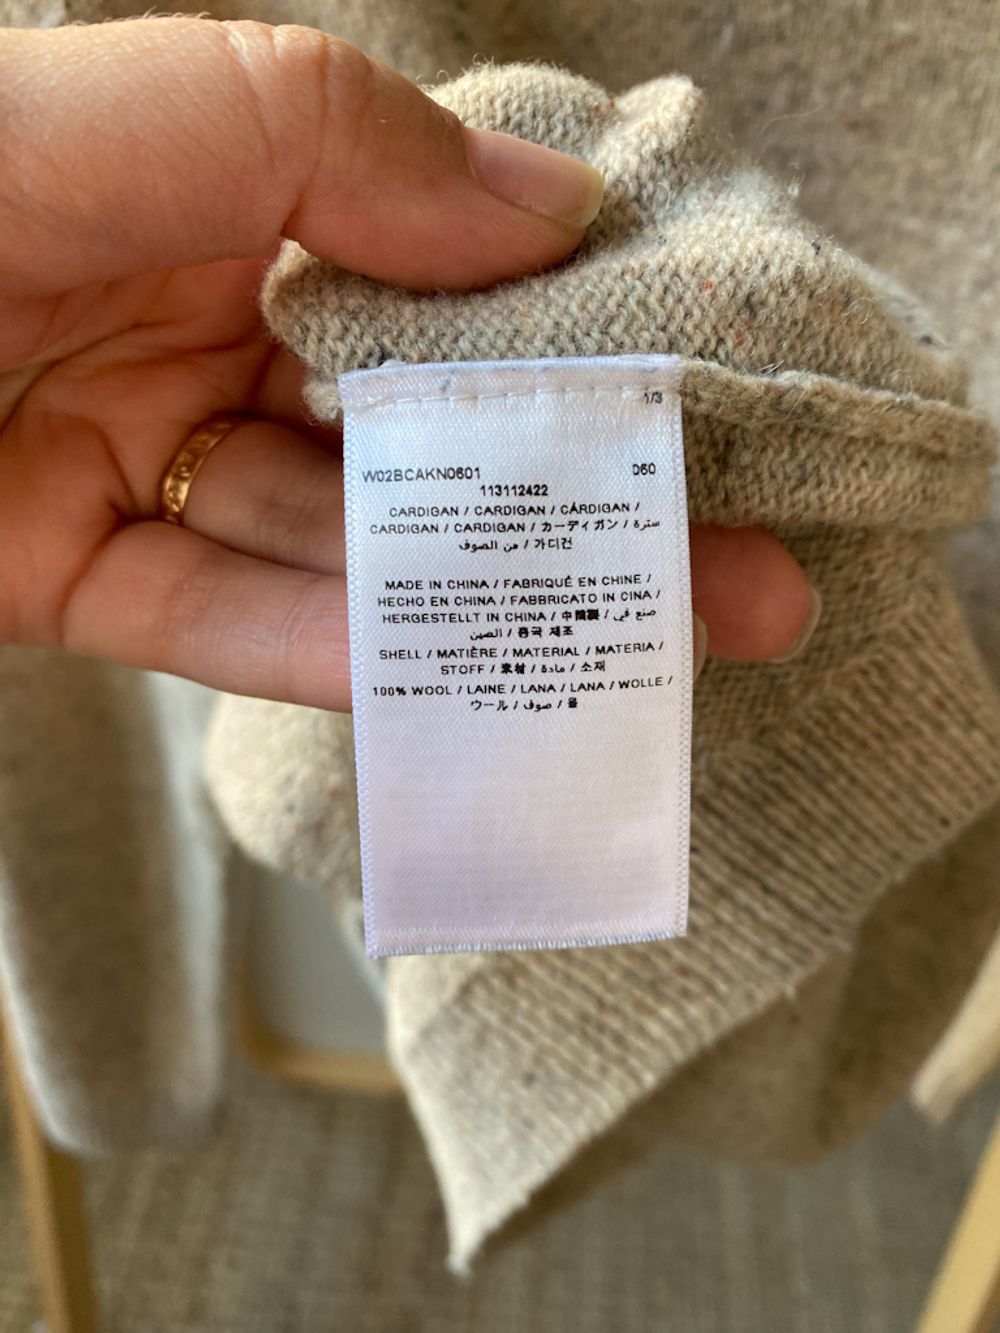 1/3
W02BCAKN0601 060
113112422
CARDIGAN / CARDIGAN / CÁRDIGAN /
CARDIGAN / CARDIGAN / カーディガン / سترة
من الصوف / 가디건
MADE IN CHINA / FABRIQUÉ EN CHINE /
HECHO EN CHINA / FABBRICATO IN CINA /
HERGESTELLT IN CHINA / 中国製 / صنع في
الصين / 중국 제조
SHELL / MATIÈRE / MATERIAL / MATERIA /
STOFF / 素材 / مادة / 소재
100% WOOL / LAINE / LANA / LANA / WOLLE /
ウール / صوف / 울